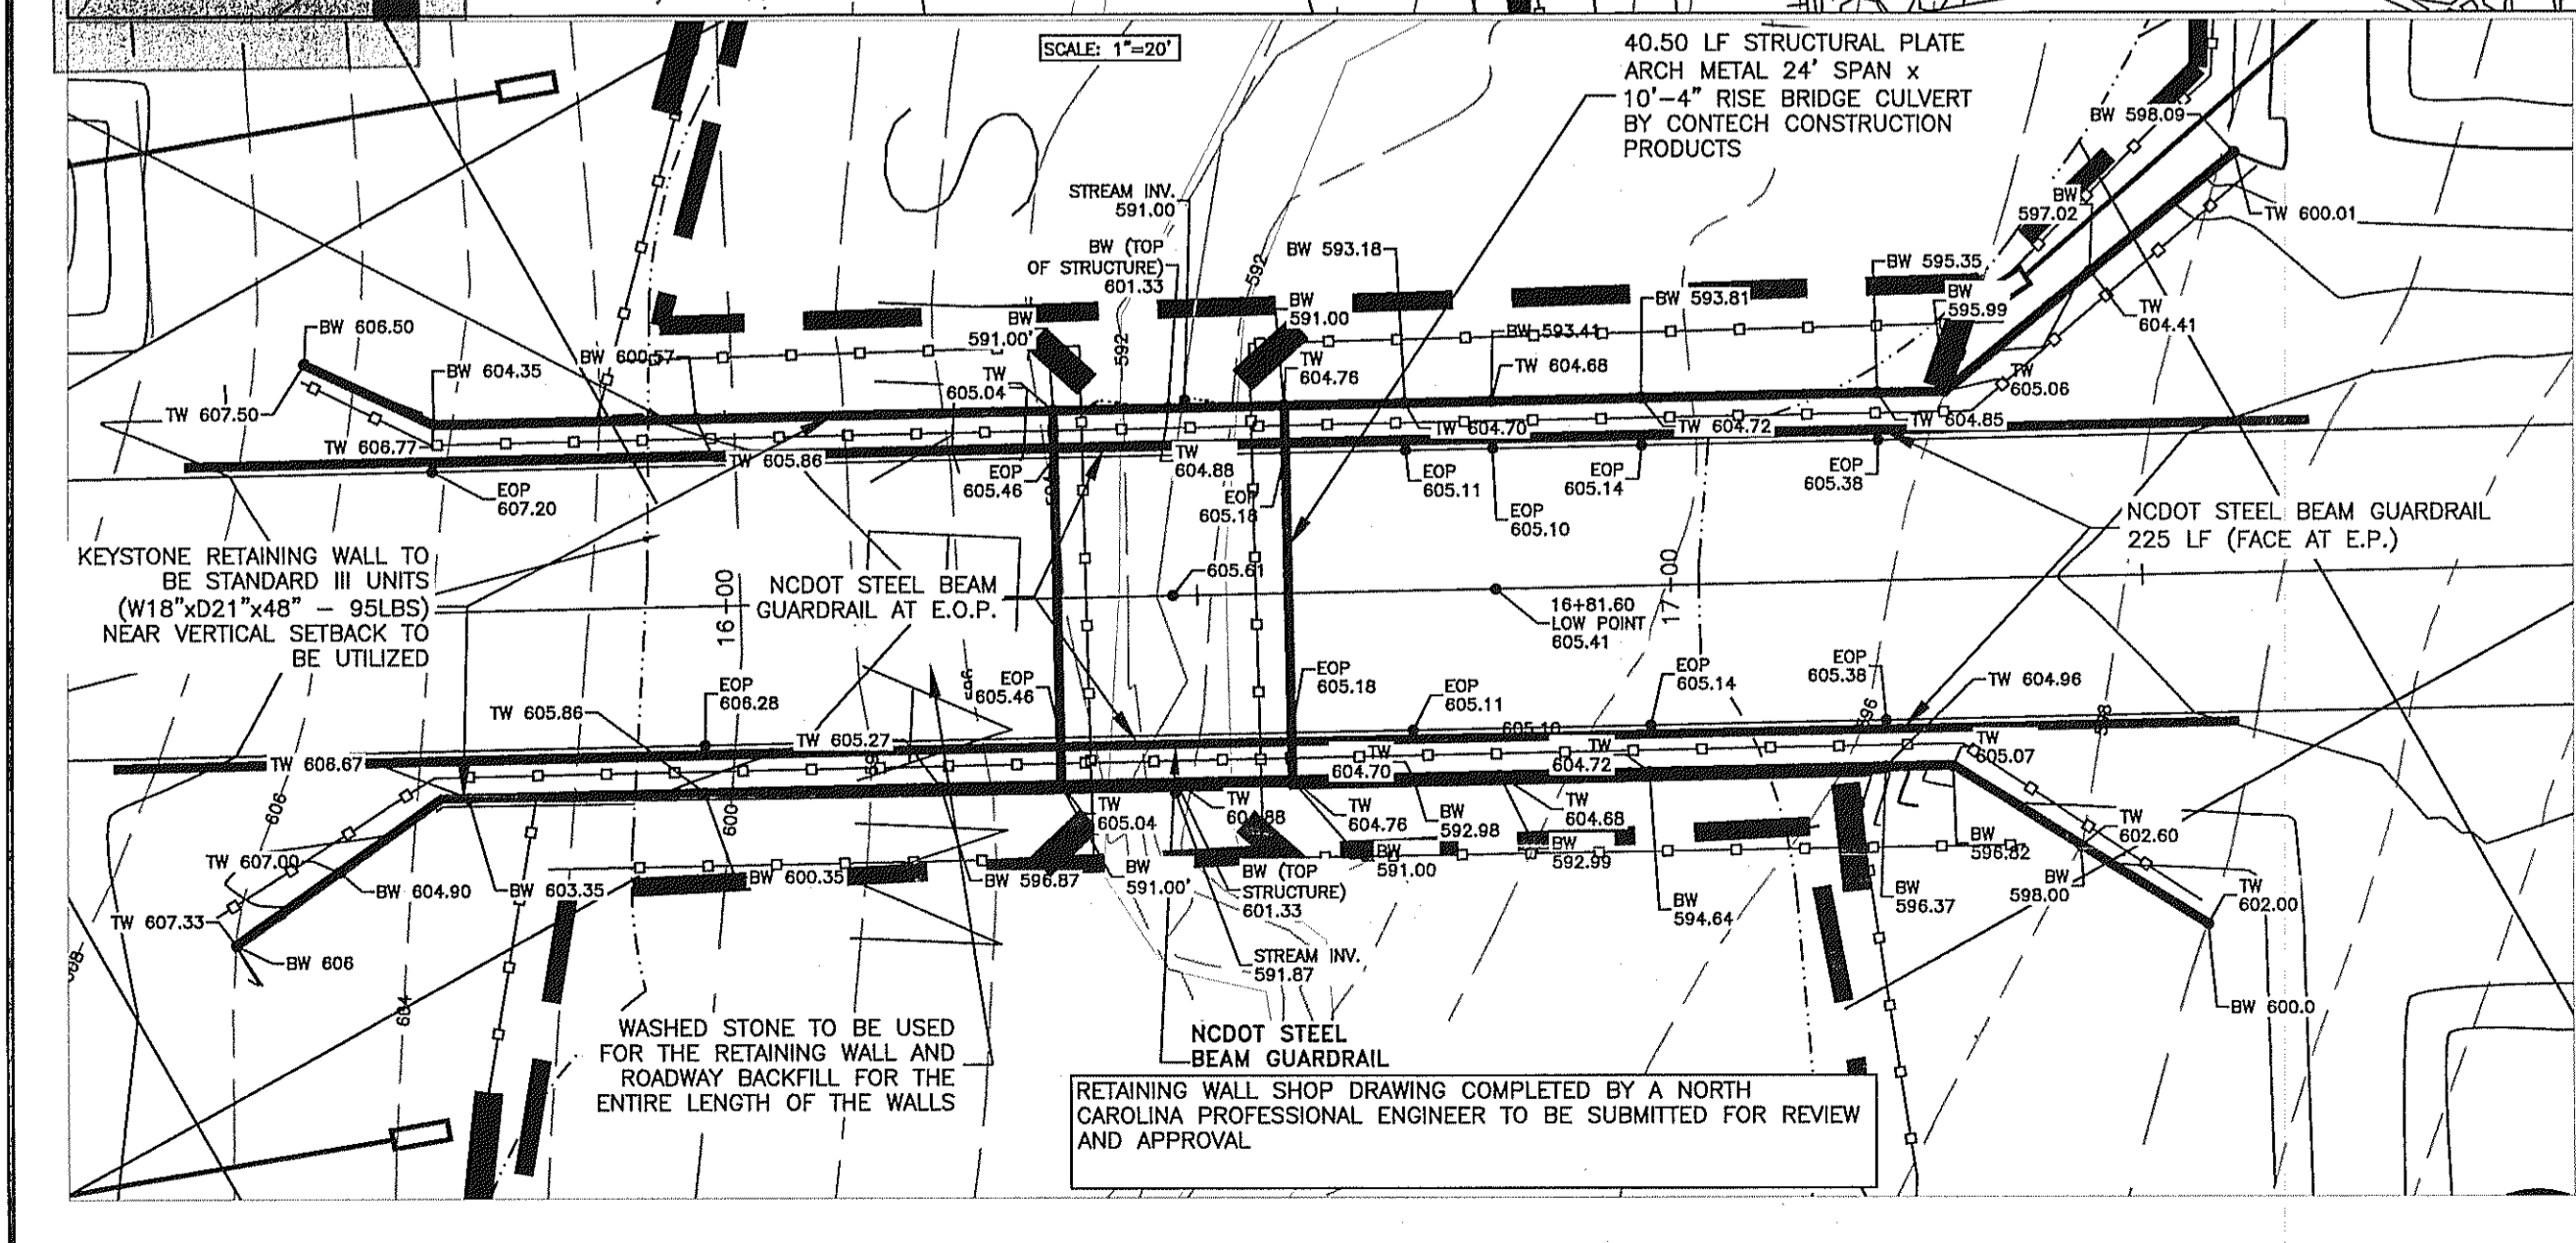 SCALE: 1"=20'
40.50 LF STRUCTURAL PLATE
ARCH METAL 24' SPAN x
10'-4" RISE BRIDGE CULVERT
BY CONTECH CONSTRUCTION
PRODUCTS
BW 598.09
STREAM INV.
591.00
BW
597.02
TW 600.01
BW (TOP
OF STRUCTURE)
601.33
592
BW 593.18
BW 595.35
BW
591.00'
592
BW
591.00
BW 593.81
BW
595.99
TW
604.41
BW 606.50
BW 593.41
BW 600.57
BW 604.35
TW
605.04
TW
604.76
TW 604.68
TW
605.06
TW 607.50
TW 606.77
TW 605.86
TW 604.70
TW 604.72
TW 604.85
EOP
607.20
EOP
605.46
TW
604.88
EOP
605.18
EOP
605.11
EOP
605.10
EOP
605.14
EOP
605.38
NCDOT STEEL BEAM GUARDRAIL
225 LF (FACE AT E.P.)
KEYSTONE RETAINING WALL TO
BE STANDARD III UNITS
(W18"xD21"x48" - 95LBS)
NEAR VERTICAL SETBACK TO
BE UTILIZED
16+00
NCDOT STEEL BEAM
GUARDRAIL AT E.O.P.
605.61
16+81.60
LOW POINT
605.41
17+00
EOP
606.28
596
EOP
605.46
EOP
605.18
EOP
605.11
EOP
605.14
EOP
605.38
TW 604.96
596
598
TW 605.86
TW 605.27
605.10
TW 606.67
TW
604.70
TW
604.72
TW
605.07
606
600
TW
605.04
TW
604.88
TW
604.76
BW
592.98
TW
604.68
TW
602.60
TW 607.00
BW 604.90
BW 603.35
BW 600.35
BW 596.87
BW
591.00'
BW (TOP
STRUCTURE)
601.33
BW
591.00
BW
592.99
BW
594.64
BW
596.37
BW
596.82
BW
598.00
TW
602.00
TW 607.33
BW 606
608
604
STREAM INV.
591.87
BW 600.0
WASHED STONE TO BE USED
FOR THE RETAINING WALL AND
ROADWAY BACKFILL FOR THE
ENTIRE LENGTH OF THE WALLS
NCDOT STEEL
BEAM GUARDRAIL
RETAINING WALL SHOP DRAWING COMPLETED BY A NORTH
CAROLINA PROFESSIONAL ENGINEER TO BE SUBMITTED FOR REVIEW
AND APPROVAL